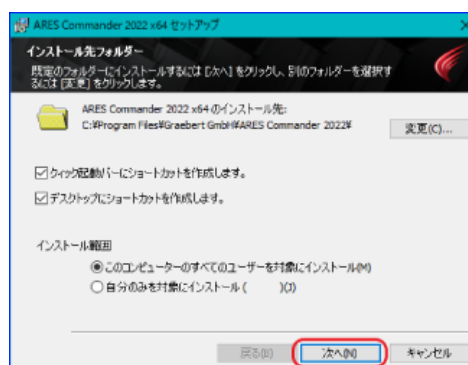 ARES Commander 2022 x64 セットアップ
インストール先フォルダー
既定のフォルダーにインストールするには [次へ] をクリックし、別のフォルダーを選択す
るには [変更] をクリックします。
ARES Commander 2022 x64 のインストール先:
C:¥Program Files¥Graebert GmbH¥ARES Commander 2022¥
変更(C)...
クイック起動バーにショートカットを作成します。
デスクトップにショートカットを作成します。
インストール範囲
このコンピューターのすべてのユーザーを対象にインストール(M)
自分のみを対象にインストール ( )(J)
戻る(B)
次へ(N)
キャンセル